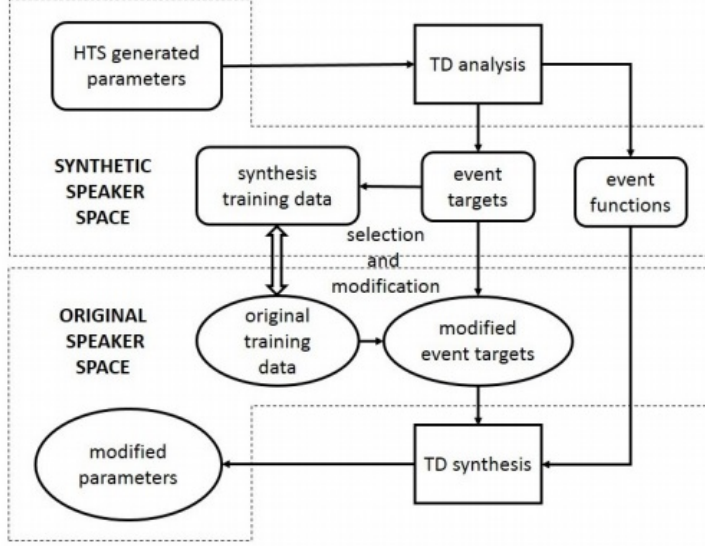 HTS generated
parameters
TD analysis
SYNTHETIC
SPEAKER
SPACE
synthesis
training data
event
targets
event
functions
selection
and
modification
ORIGINAL
SPEAKER
SPACE
original
training
data
modified
event targets
modified
parameters
TD synthesis